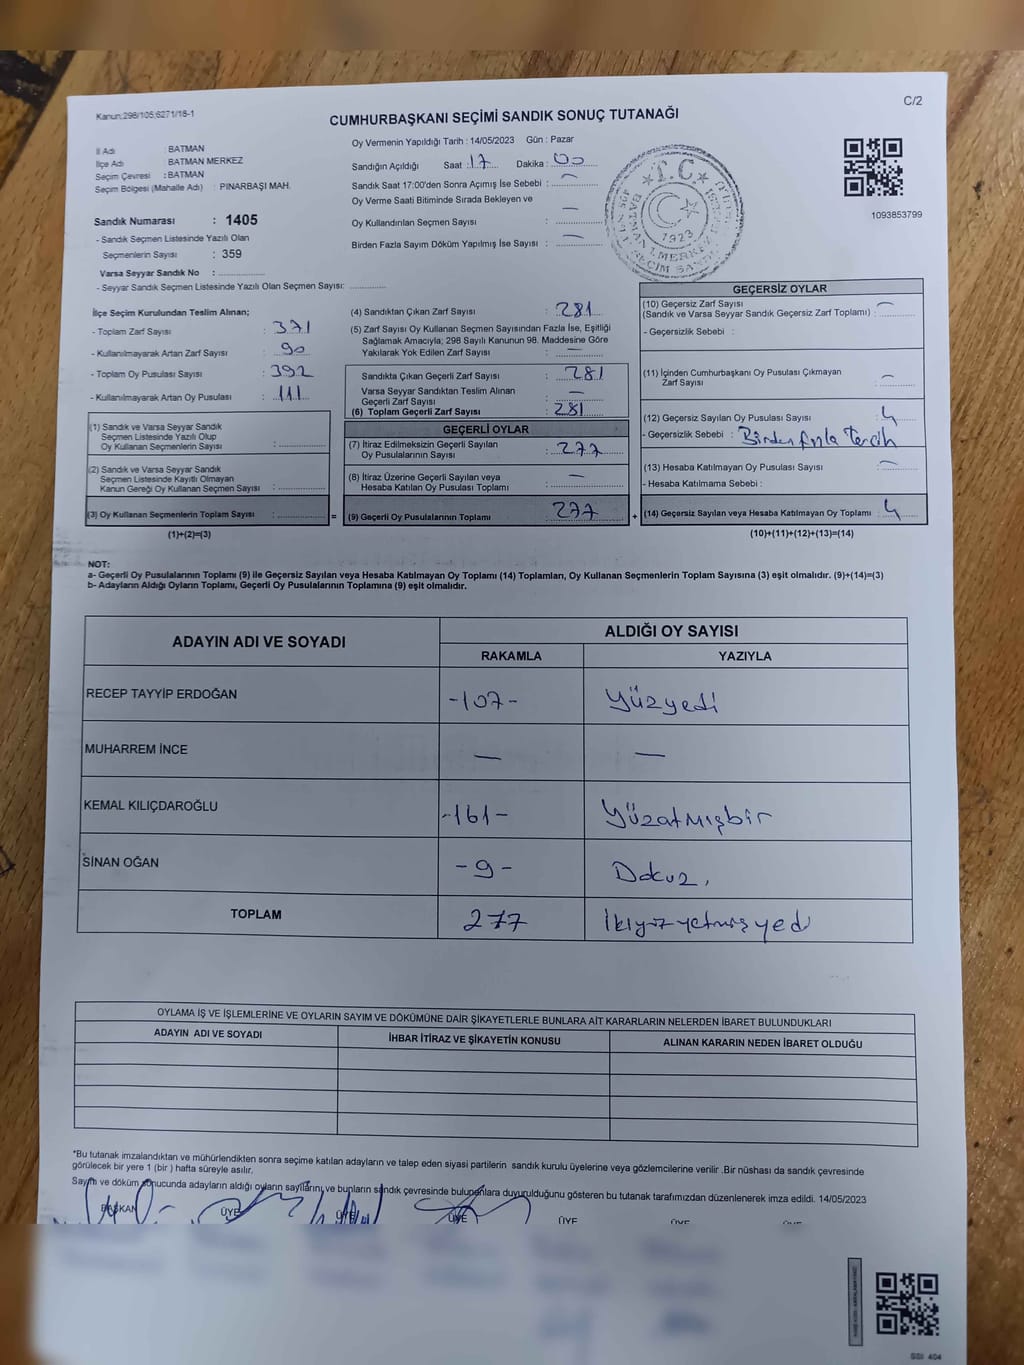 Kanun:298/105;6271/18-1
C/2
CUMHURBAŞKANI SEÇİMİ SANDIK SONUÇ TUTANAĞI
İl Adı : BATMAN
İlçe Adı : BATMAN MERKEZ
Seçim Çevresi : BATMAN
Seçim Bölgesi (Mahalle Adı) : PINARBAŞI MAH.
Sandık Numarası : 1405
- Sandık Seçmen Listesinde Yazılı Olan
Seçmenlerin Sayısı : 359
Varsa Seyyar Sandık No :
- Seyyar Sandık Seçmen Listesinde Yazılı Olan Seçmen Sayısı:
Oy Vermenin Yapıldığı Tarih : 14/05/2023 Gün : Pazar
Sandığın Açıldığı Saat : 17 Dakika : 00
Sandık Saat 17:00'den Sonra Açımış İse Sebebi : —
Oy Verme Saati Bitiminde Sırada Bekleyen ve
Oy Kullandırılan Seçmen Sayısı : —
Birden Fazla Sayım Döküm Yapılmış İse Sayısı : —
T.C.
1923
1093853799
İlçe Seçim Kurulundan Teslim Alınan;
- Toplam Zarf Sayısı : 371
- Kullanılmayarak Artan Zarf Sayısı : 90
- Toplam Oy Pusulası Sayısı : 392
- Kullanılmayarak Artan Oy Pusulası : 111
(1) Sandık ve Varsa Seyyar Sandık
Seçmen Listesinde Yazılı Olup
Oy Kullanan Seçmenlerin Sayısı :
(2) Sandık ve Varsa Seyyar Sandık
Seçmen Listesinde Kayıtlı Olmayan
Kanun Gereği Oy Kullanan Seçmen Sayısı :
(3) Oy Kullanan Seçmenlerin Toplam Sayısı :
(1)+(2)=(3)
=
(4) Sandıktan Çıkan Zarf Sayısı : 281
(5) Zarf Sayısı Oy Kullanan Seçmen Sayısından Fazla İse, Eşitliği
Sağlamak Amacıyla; 298 Sayılı Kanunun 98. Maddesine Göre
Yakılarak Yok Edilen Zarf Sayısı : —
Sandıkta Çıkan Geçerli Zarf Sayısı : 281
Varsa Seyyar Sandıktan Teslim Alınan
Geçerli Zarf Sayısı : —
(6) Toplam Geçerli Zarf Sayısı : 281
GEÇERLİ OYLAR
(7) İtiraz Edilmeksizin Geçerli Sayılan
Oy Pusulalarının Sayısı : 277
(8) İtiraz Üzerine Geçerli Sayılan veya
Hesaba Katılan Oy Pusulası Toplamı : —
(9) Geçerli Oy Pusulalarının Toplamı : 277
+
GEÇERSİZ OYLAR
(10) Geçersiz Zarf Sayısı
(Sandık ve Varsa Seyyar Sandık Geçersiz Zarf Toplamı) : —
- Geçersizlik Sebebi :
(11) İçinden Cumhurbaşkanı Oy Pusulası Çıkmayan
Zarf Sayısı : —
(12) Geçersiz Sayılan Oy Pusulası Sayısı : 4
- Geçersizlik Sebebi : Birden fazla tercih
(13) Hesaba Katılmayan Oy Pusulası Sayısı : —
- Hesaba Katılmama Sebebi :
(14) Geçersiz Sayılan veya Hesaba Katılmayan Oy Toplamı : 4
(10)+(11)+(12)+(13)=(14)
NOT:
a- Geçerli Oy Pusulalarının Toplamı (9) ile Geçersiz Sayılan veya Hesaba Katılmayan Oy Toplamı (14) Toplamları, Oy Kullanan Seçmenlerin Toplam Sayısına (3) eşit olmalıdır. (9)+(14)=(3)
b- Adayların Aldığı Oyların Toplamı, Geçerli Oy Pusulalarının Toplamına (9) eşit olmalıdır.
ADAYIN ADI VE SOYADI ALDIĞI OY SAYISI
RAKAMLA YAZIYLA
RECEP TAYYİP ERDOĞAN -107- Yüzyedi
MUHARREM İNCE — —
KEMAL KILIÇDAROĞLU -161- Yüzatmışbir
SİNAN OĞAN -9- Dokuz,
TOPLAM 277 İkiyüzyetmişyedi
OYLAMA İŞ VE İŞLEMLERİNE VE OYLARIN SAYIM VE DÖKÜMÜNE DAİR ŞİKAYETLERLE BUNLARA AİT KARARLARIN NELERDEN İBARET BULUNDUKLARI
ADAYIN ADI VE SOYADI İHBAR İTİRAZ VE ŞİKAYETİN KONUSU ALINAN KARARIN NEDEN İBARET OLDUĞU
*Bu tutanak imzalandıktan ve mühürlendikten sonra seçime katılan adayların ve talep eden siyasi partilerin sandık kurulu üyelerine veya gözlemcilerine verilir .Bir nüshası da sandık çevresinde
görülecek bir yere 1 (bir ) hafta süreyle asılır.
Sayım ve döküm sonucunda adayların aldığı oyların sayılarını ve bunların sandık çevresinde bulunanlara duyurulduğunu gösteren bu tutanak tarafımızdan düzenlenerek imza edildi. 14/05/2023
BAŞKAN ÜYE ÜYE ÜYE ÜYE ÜYE ÜYE